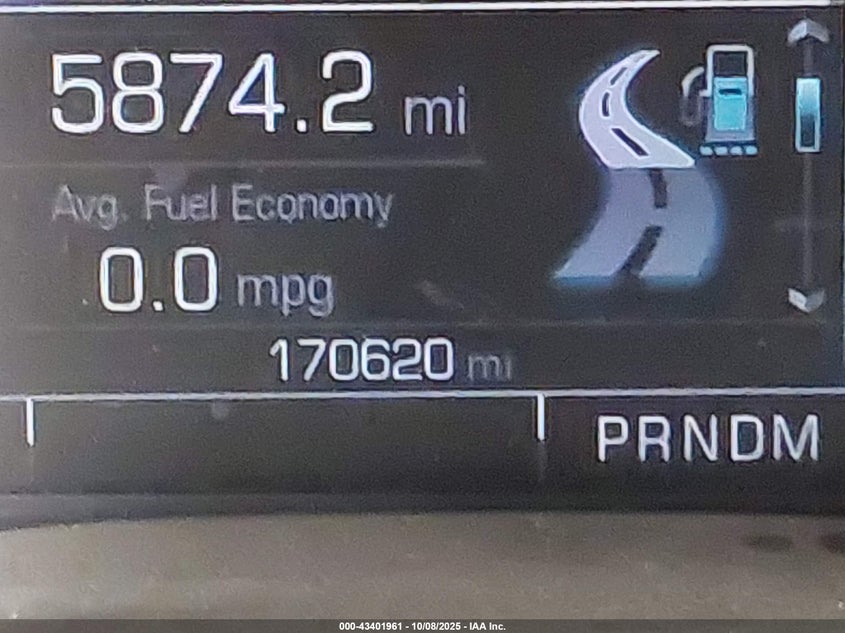 5874.2 mi
Avg. Fuel Economy
0.0 mpg
170620 mi
PRNDM
000-43401961 - 10/08/2025 - IAA Inc.